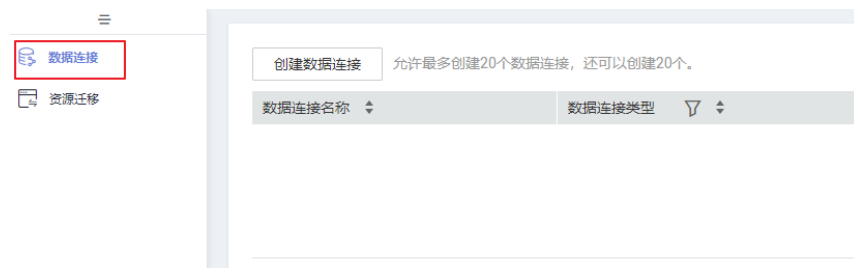 数据连接
资源迁移
创建数据连接 允许最多创建20个数据连接，还可以创建20个。
数据连接名称 数据连接类型